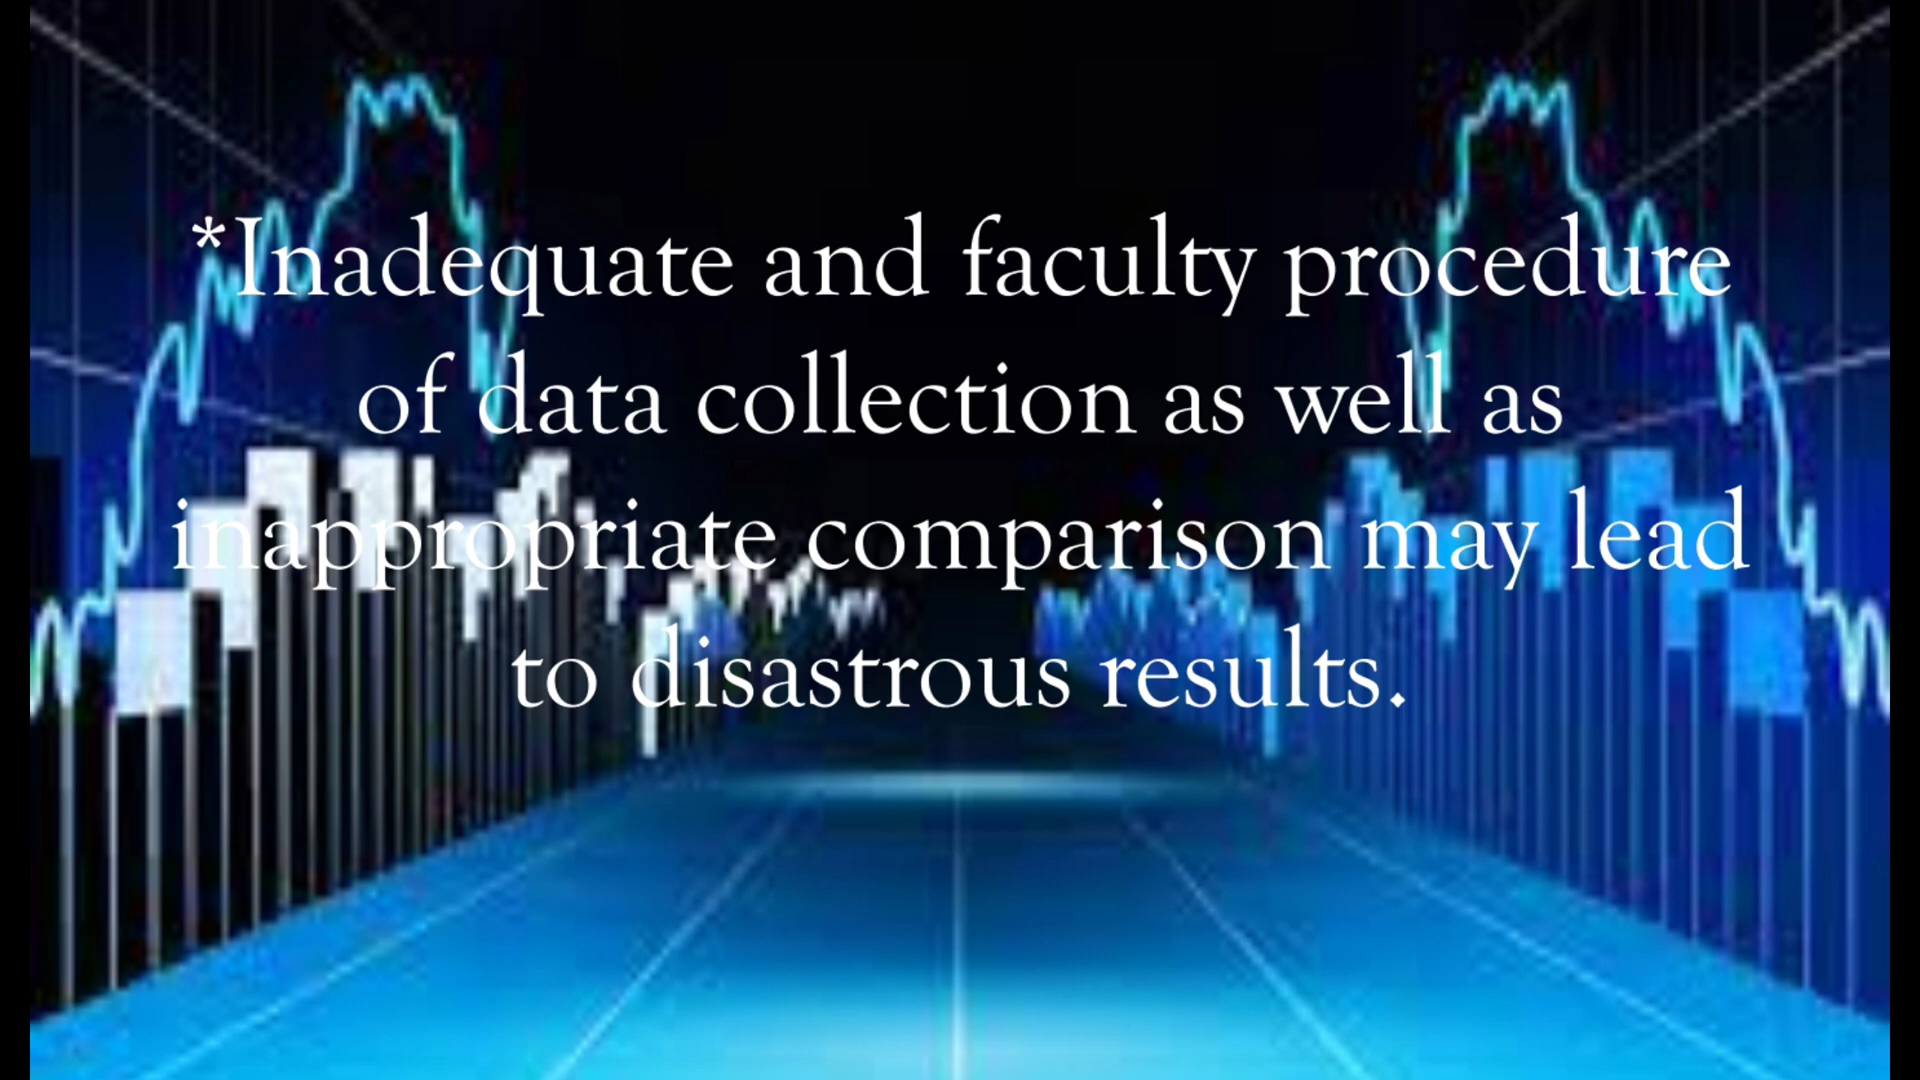 *Inadequate and faculty procedure
of data collection as well as
inappropriate comparison may lead
to disastrous results.